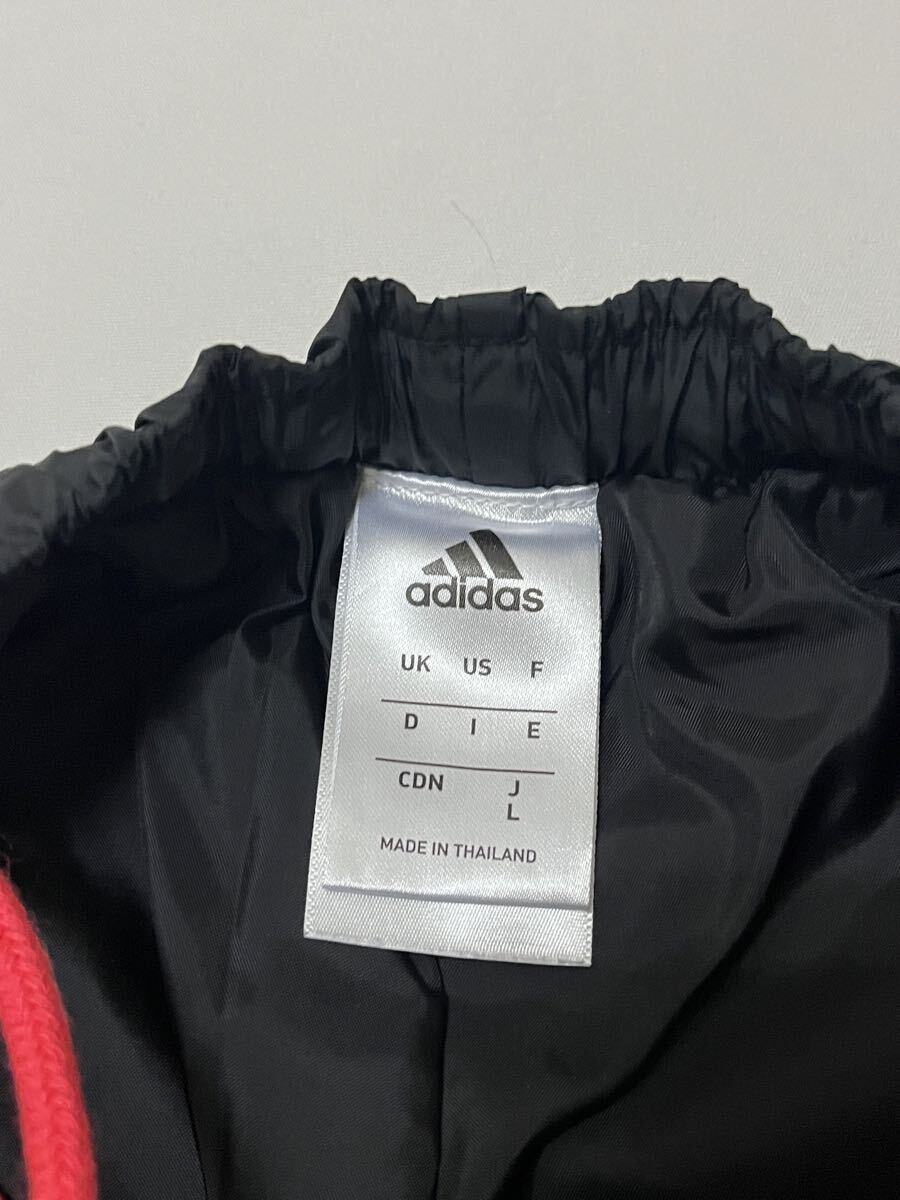 adidas
UK US F
D I E
CDN J
L
MADE IN THAILAND